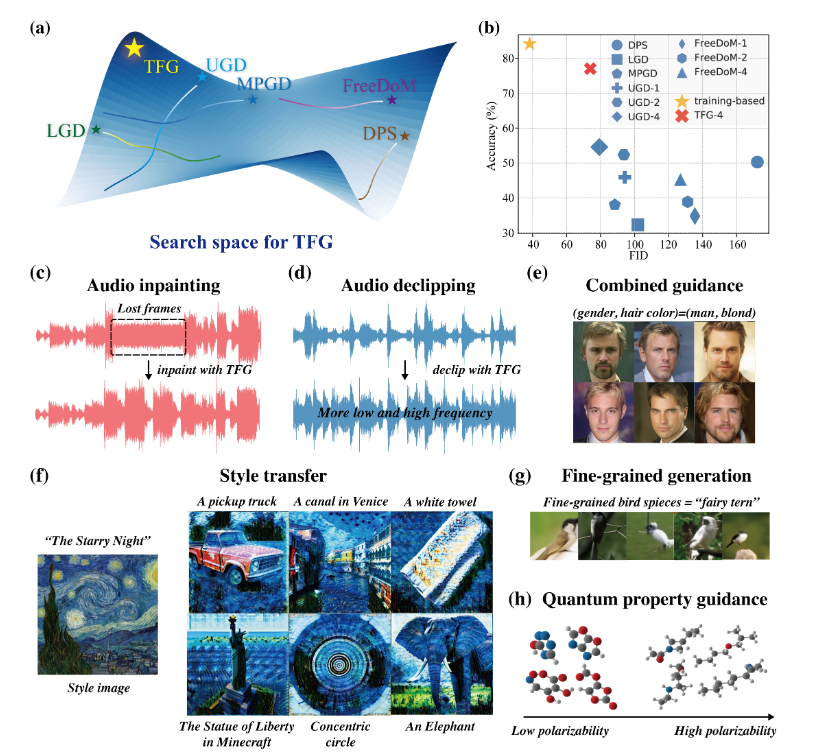 (a)
TFG
UGD
MPGD
FreeDoM
LGD
DPS
Search space for TFG
(b)
Accuracy (%)
80
70
60
50
40
30
40
60
80
100
120
140
160
FID
DPS
LGD
MPGD
UGD-1
UGD-2
UGD-4
FreeDoM-1
FreeDoM-2
FreeDoM-4
training-based
TFG-4
(c)
Audio inpainting
Lost frames
inpaint with TFG
(d)
Audio declipping
declip with TFG
More low and high frequency
(e)
Combined guidance
(gender, hair color)=(man, blond)
(f)
Style transfer
"The Starry Night"
Style image
A pickup truck
A canal in Venice
A white towel
The Statue of Liberty
in Minecraft
Concentric
circle
An Elephant
(g)
Fine-grained generation
Fine-grained bird spieces = "fairy tern"
(h)
Quantum property guidance
Low polarizability
High polarizability